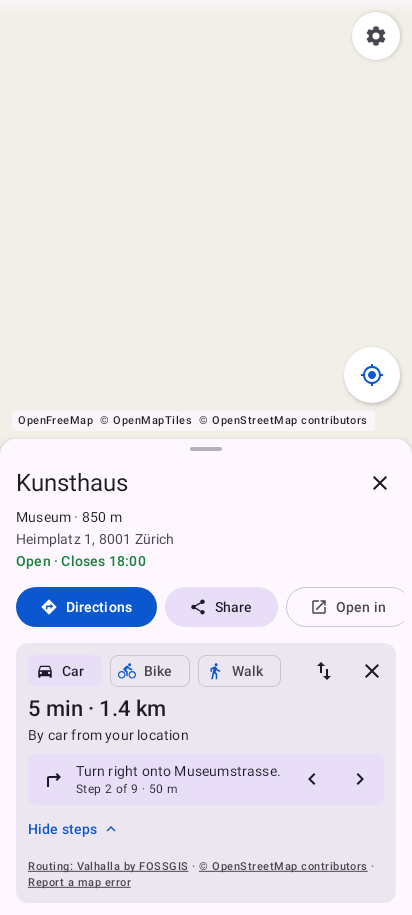 OpenFreeMap © OpenMapTiles © OpenStreetMap contributors
Kunsthaus
Museum · 850 m
Heimplatz 1, 8001 Zürich
Open · Closes 18:00
Directions
Share
Open in
Car
Bike
Walk
5 min · 1.4 km
By car from your location
Turn right onto Museumstrasse.
Step 2 of 9 · 50 m
Hide steps
Routing: Valhalla by FOSSGIS · © OpenStreetMap contributors ·
Report a map error